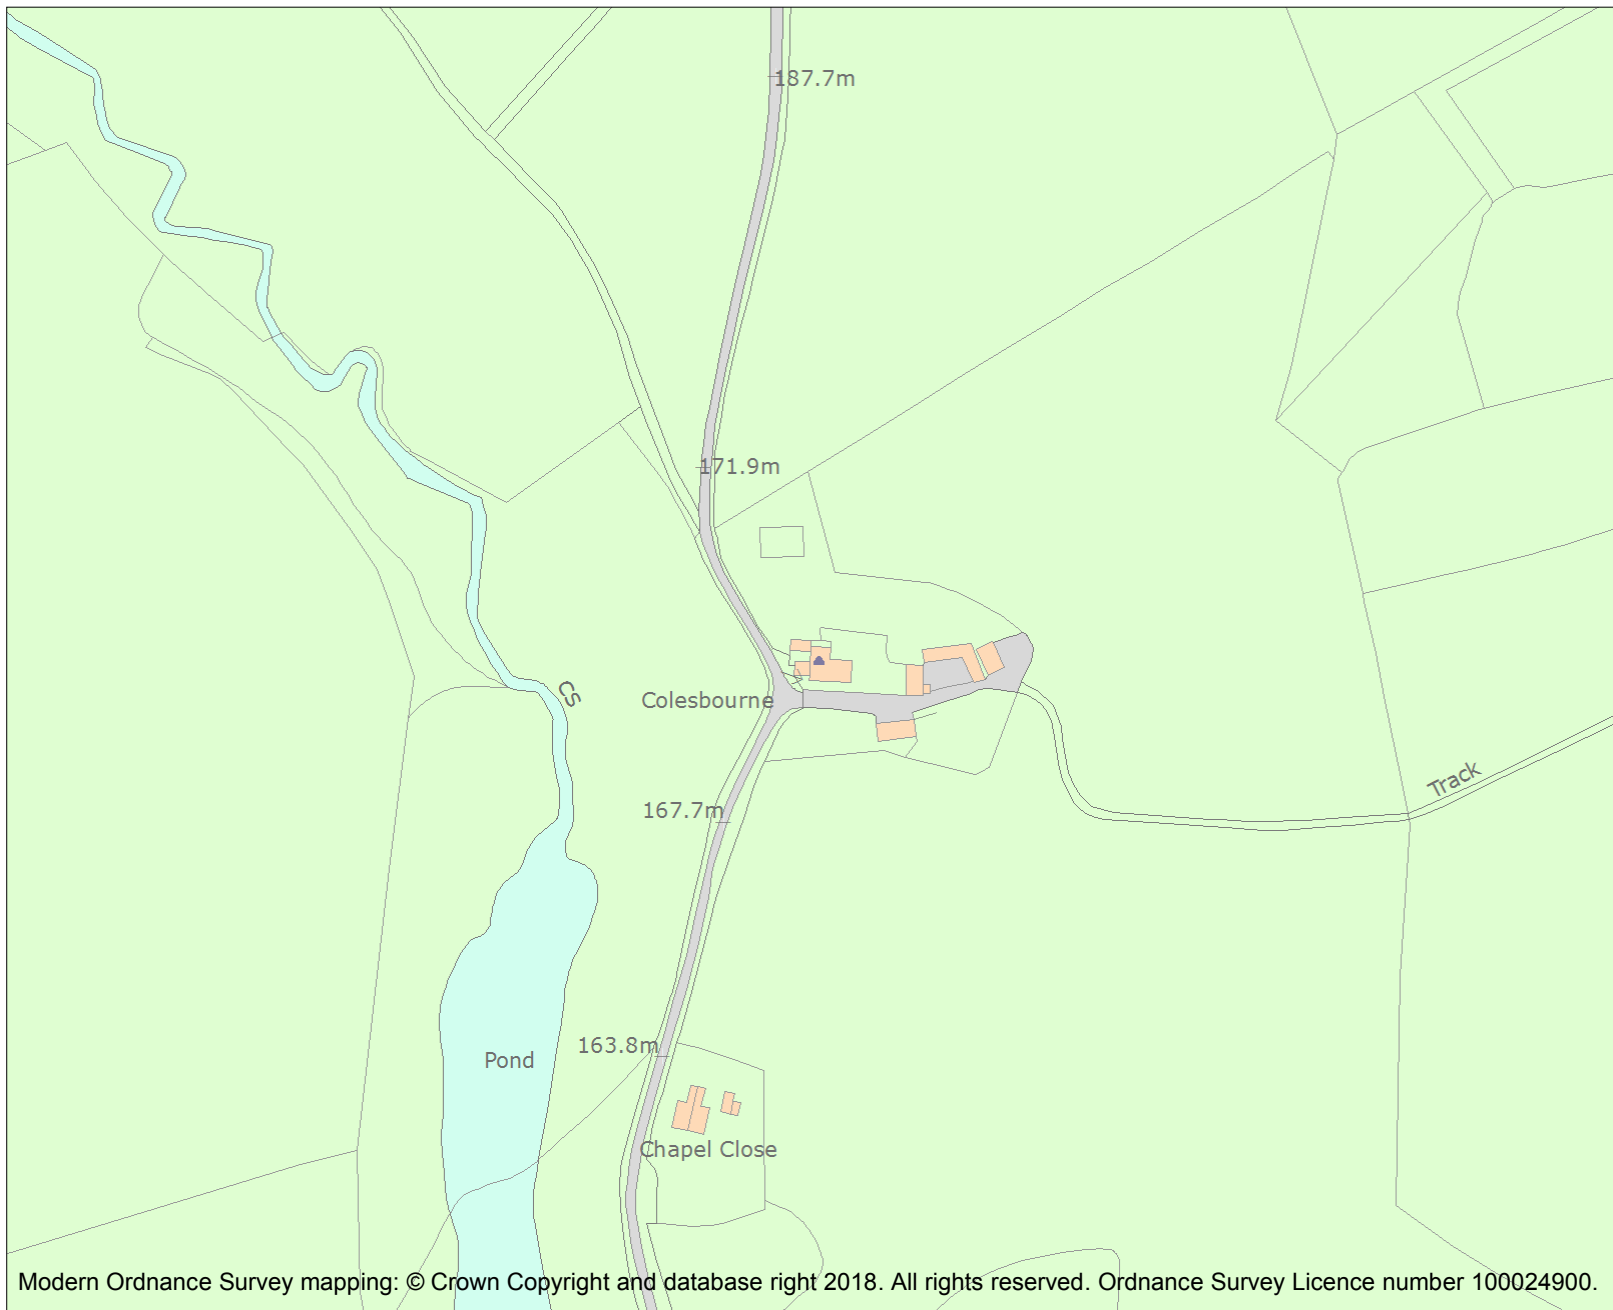 187.7m
171.9m
CS
Colesbourne
167.7m
Track
163.8m
Pond
Chapel Close
Modern Ordnance Survey mapping: © Crown Copyright and database right 2018. All rights reserved. Ordnance Survey Licence number 100024900.